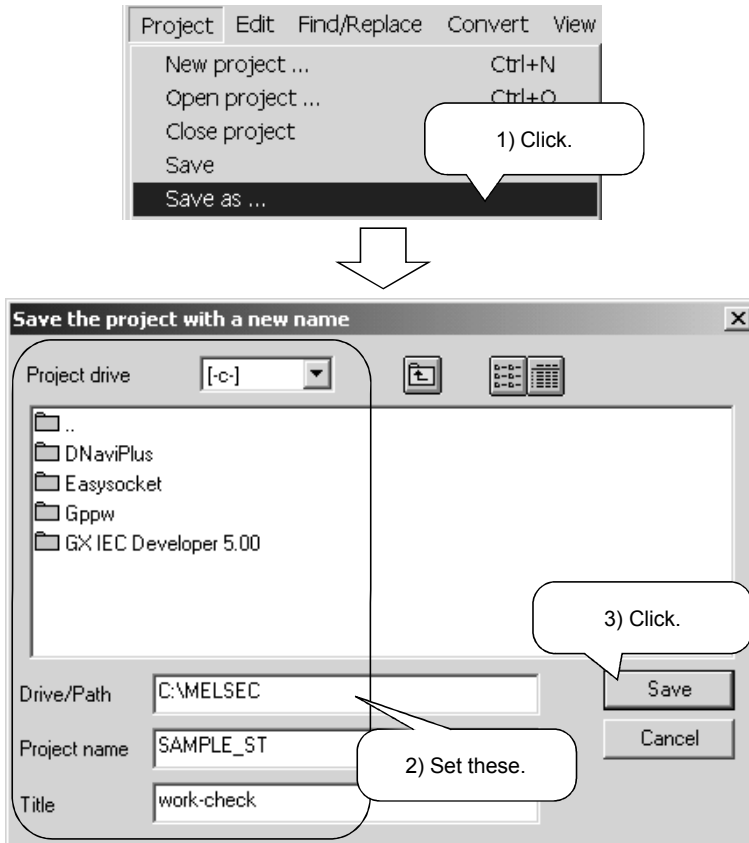 Project Edit Find/Replace Convert View
New project ... Ctrl+N
Open project ... Ctrl+O
Close project
1) Click.
Save
Save as ...
Save the project with a new name
Project drive [-c-]
..
DNaviPlus
Easysocket
Gppw
GX IEC Developer 5.00
3) Click.
Drive/Path C:\MELSEC Save
Project name SAMPLE_ST Cancel
2) Set these.
Title work-check